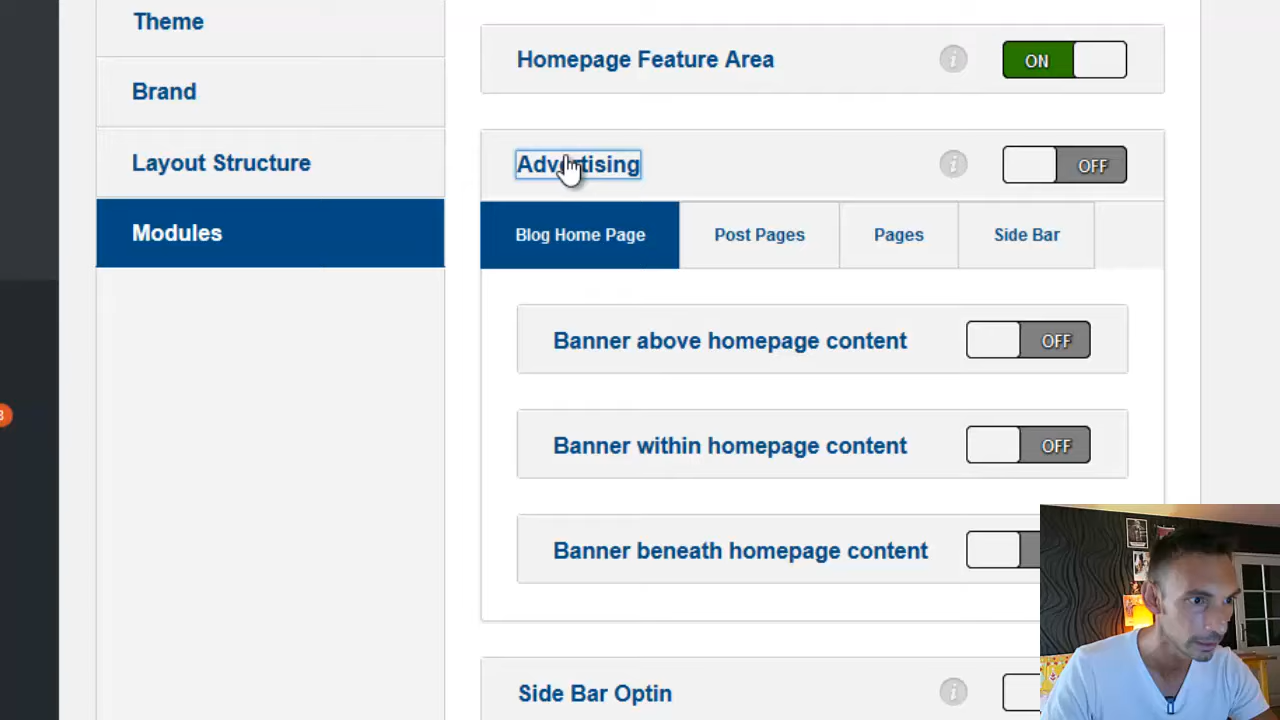 Theme
Brand
Layout Structure
Modules
Homepage Feature Area
i
ON
Advertising
i
OFF
Blog Home Page
Post Pages
Pages
Side Bar
Banner above homepage content
OFF
Banner within homepage content
OFF
Banner beneath homepage content
Side Bar Optin
i
3